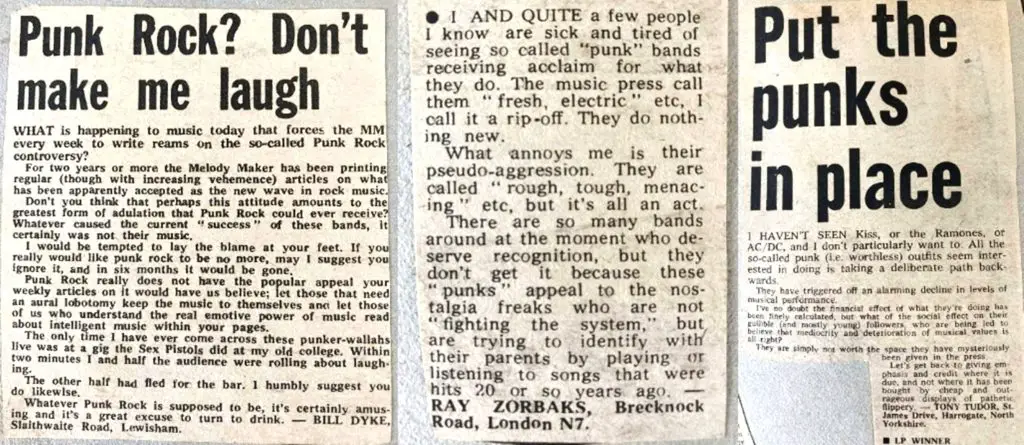 Punk Rock? Don't
make me laugh
WHAT is happening to music today that forces the MM
every week to write reams on the so-called Punk Rock
controversy?
For two years or more the Melody Maker has been printing
regular (though with increasing vehemence) articles on what
has been apparently accepted as the new wave in rock music.
Don't you think that perhaps this attitude amounts to the
greatest form of adulation that Punk Rock could ever receive?
Whatever caused the current "success" of these bands, it
certainly was not their music.
I would be tempted to lay the blame at your feet. If you
really would like punk rock to be no more, may I suggest you
ignore it, and in six months it would be gone.
Punk Rock really does not have the popular appeal your
weekly articles on it would have us believe; let those that need
an aural lobotomy keep the music to themselves and let those
of us who understand the real emotive power of music read
about intelligent music within your pages.
The only time I have ever come across these punker-wallahs
live was at a gig the Sex Pistols did at my old college. Within
two minutes I and half the audience were rolling about laugh-
ing.
The other half had fled for the bar. I humbly suggest you
do likewise.
Whatever Punk Rock is supposed to be, it's certainly amus-
ing and it's a great excuse to turn to drink. — BILL DYKE,
Slaithwaite Road, Lewisham.
● I AND QUITE a few people
I know are sick and tired of
seeing so called "punk" bands
receiving acclaim for what
they do. The music press call
them "fresh, electric" etc, I
call it a rip-off. They do noth-
ing new.
What annoys me is their
pseudo-aggression. They are
called "rough, tough, menac-
ing" etc, but it's all an act.
There are so many bands
around at the moment who de-
serve recognition, but they
don't get it because these
"punks" appeal to the nos-
talgia freaks who are not
"fighting the system," but
are trying to identify with
their parents by playing or
listening to songs that were
hits 20 or so years ago. —
RAY ZORBAKS, Brecknock
Road, London N7.
Put the
punks
in place
I HAVEN'T SEEN Kiss, or the Ramones, or
AC/DC, and I don't particularly want to. All the
so-called punk (i.e. worthless) outfits seem inter-
ested in doing is taking a deliberate path back-
wards.
They have triggered off an alarming decline in levels of
musical performance.
I've no doubt the financial effect of what they're doing has
been finely calculated, but what of the social effect on their
gullible (and mostly young) followers, who are being led to
believe that mediocrity and deterioration of musical values is
all right?
They are simply not worth the space they have mysteriously
been given in the press.
Let's get back to giving em-
phasis and credit where it is
due, and not where it has been
bought by cheap and out-
rageous displays of pathetic
flippery. — TONY TUDOR, St.
James Drive, Harrogate, North
Yorkshire.
■ LP WINNER